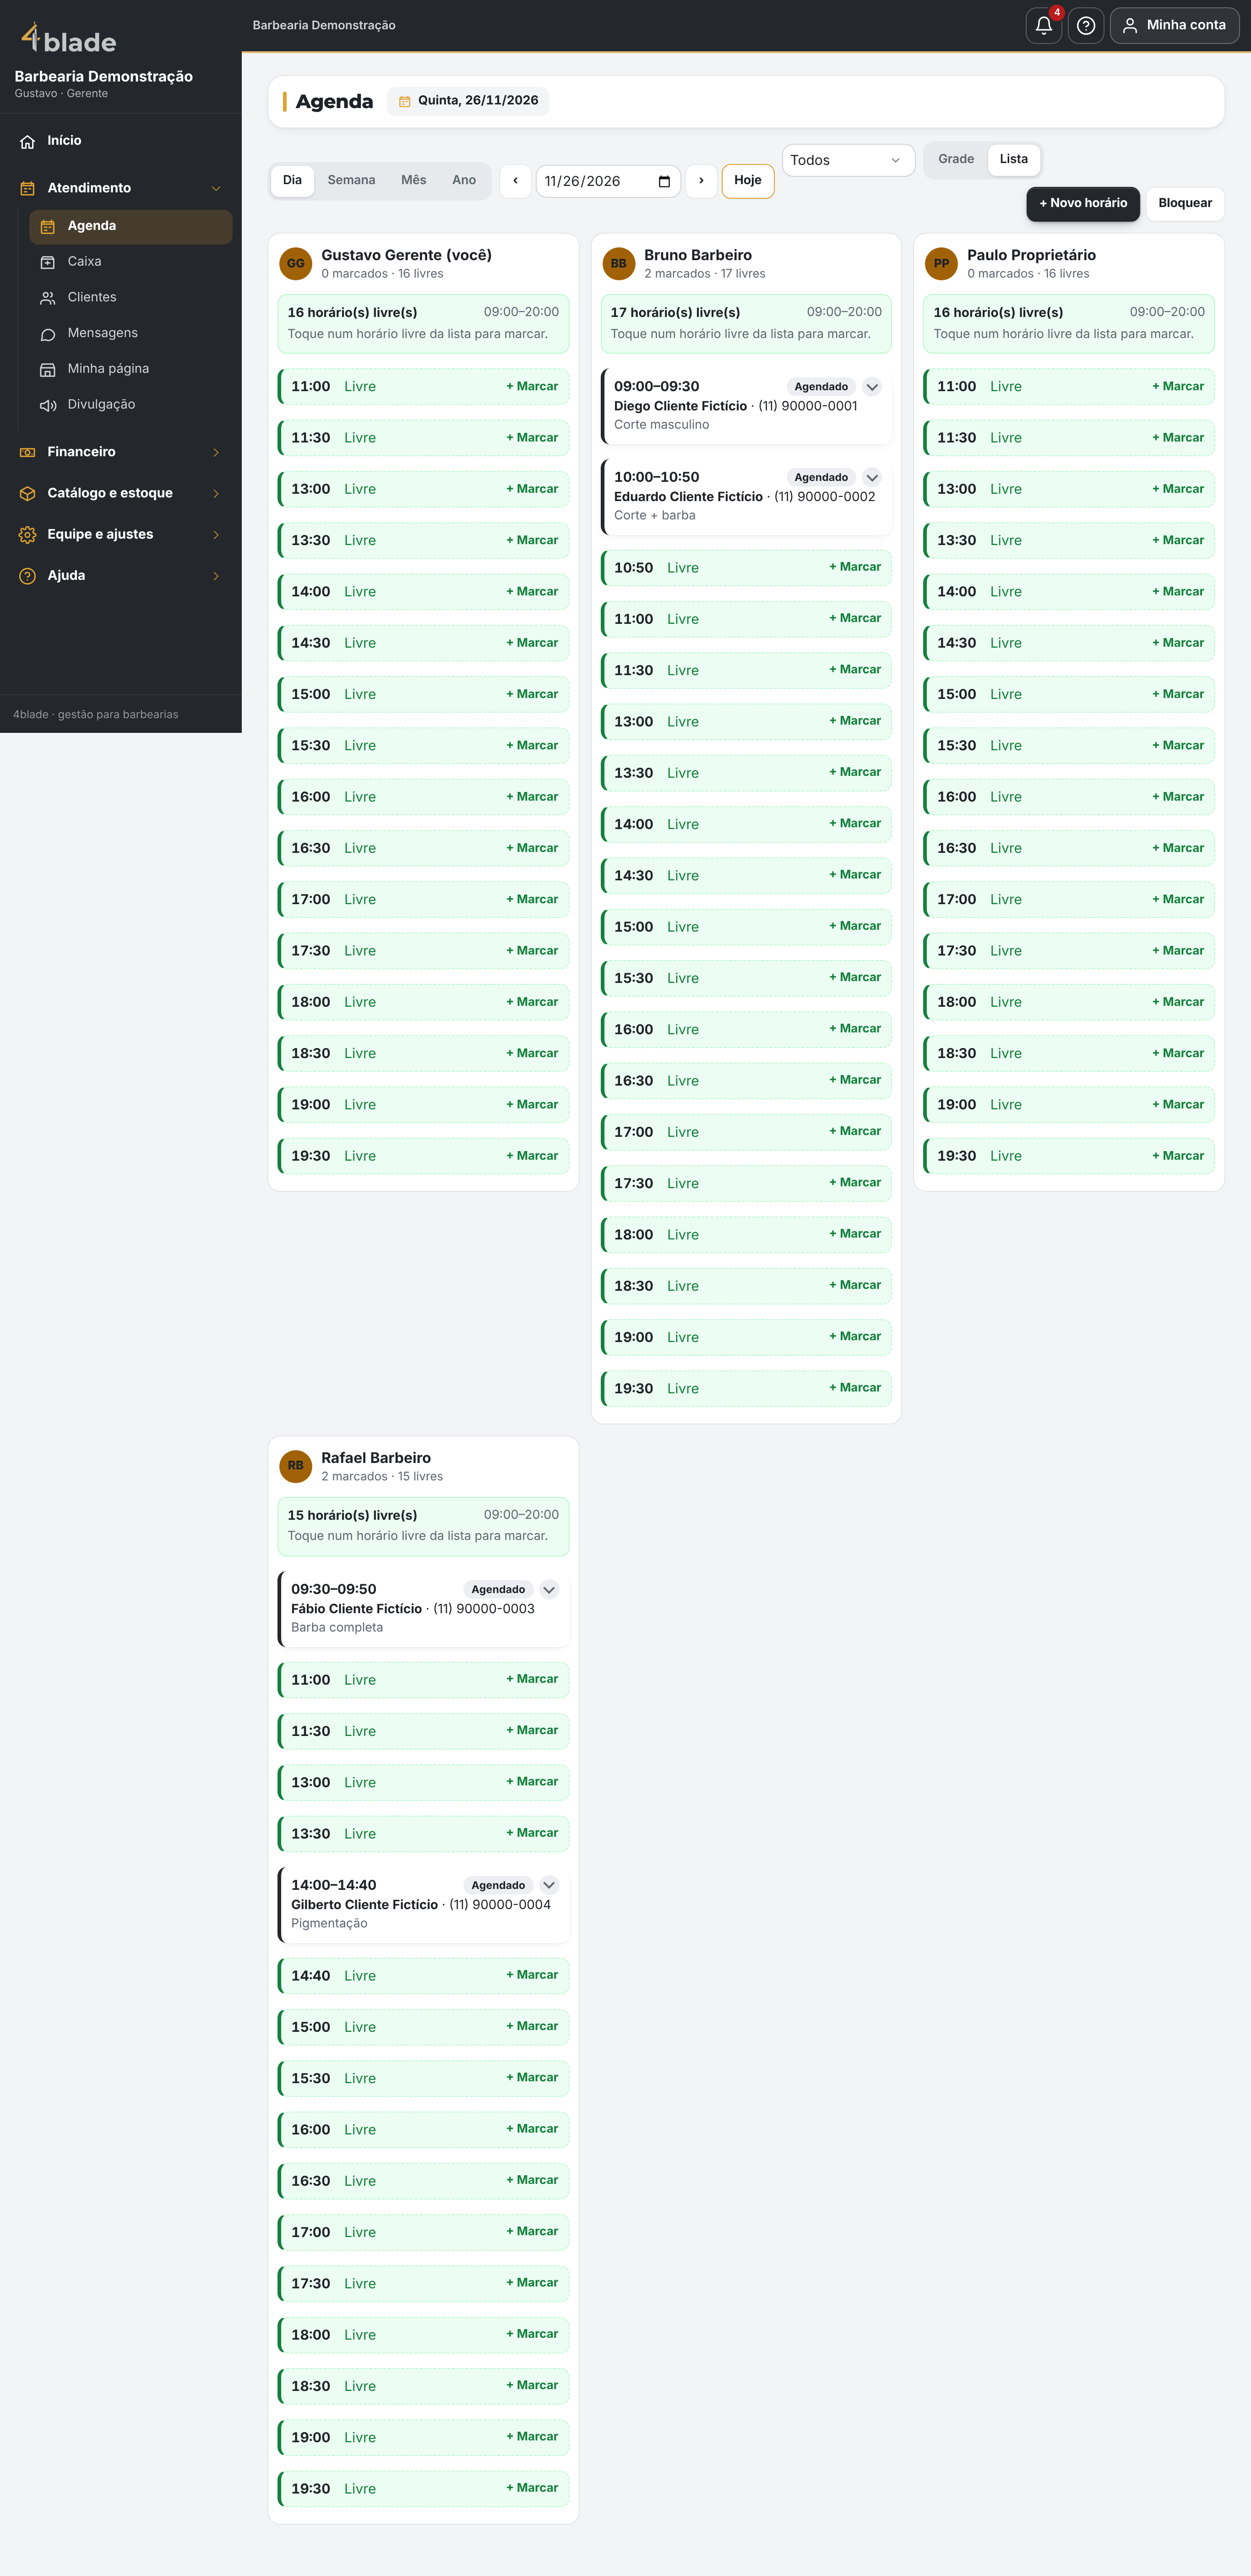 4blade
Barbearia Demonstração
Gustavo · Gerente
Início
Atendimento
Agenda
Caixa
Clientes
Mensagens
Minha página
Divulgação
Financeiro
Catálogo e estoque
Equipe e ajustes
Ajuda
4blade · gestão para barbearias
Barbearia Demonstração
4
Minha conta
Agenda
Quinta, 26/11/2026
Dia
Semana
Mês
Ano
‹
11/26/2026
›
Hoje
Todos
Grade
Lista
+ Novo horário
Bloquear
GG
Gustavo Gerente (você)
0 marcados · 16 livres
16 horário(s) livre(s) 09:00–20:00
Toque num horário livre da lista para marcar.
11:00 Livre + Marcar
11:30 Livre + Marcar
13:00 Livre + Marcar
13:30 Livre + Marcar
14:00 Livre + Marcar
14:30 Livre + Marcar
15:00 Livre + Marcar
15:30 Livre + Marcar
16:00 Livre + Marcar
16:30 Livre + Marcar
17:00 Livre + Marcar
17:30 Livre + Marcar
18:00 Livre + Marcar
18:30 Livre + Marcar
19:00 Livre + Marcar
19:30 Livre + Marcar
BB
Bruno Barbeiro
2 marcados · 17 livres
17 horário(s) livre(s) 09:00–20:00
Toque num horário livre da lista para marcar.
09:00–09:30 Agendado
Diego Cliente Fictício · (11) 90000-0001
Corte masculino
10:00–10:50 Agendado
Eduardo Cliente Fictício · (11) 90000-0002
Corte + barba
10:50 Livre + Marcar
11:00 Livre + Marcar
11:30 Livre + Marcar
13:00 Livre + Marcar
13:30 Livre + Marcar
14:00 Livre + Marcar
14:30 Livre + Marcar
15:00 Livre + Marcar
15:30 Livre + Marcar
16:00 Livre + Marcar
16:30 Livre + Marcar
17:00 Livre + Marcar
17:30 Livre + Marcar
18:00 Livre + Marcar
18:30 Livre + Marcar
19:00 Livre + Marcar
19:30 Livre + Marcar
PP
Paulo Proprietário
0 marcados · 16 livres
16 horário(s) livre(s) 09:00–20:00
Toque num horário livre da lista para marcar.
11:00 Livre + Marcar
11:30 Livre + Marcar
13:00 Livre + Marcar
13:30 Livre + Marcar
14:00 Livre + Marcar
14:30 Livre + Marcar
15:00 Livre + Marcar
15:30 Livre + Marcar
16:00 Livre + Marcar
16:30 Livre + Marcar
17:00 Livre + Marcar
17:30 Livre + Marcar
18:00 Livre + Marcar
18:30 Livre + Marcar
19:00 Livre + Marcar
19:30 Livre + Marcar
RB
Rafael Barbeiro
2 marcados · 15 livres
15 horário(s) livre(s) 09:00–20:00
Toque num horário livre da lista para marcar.
09:30–09:50 Agendado
Fábio Cliente Fictício · (11) 90000-0003
Barba completa
11:00 Livre + Marcar
11:30 Livre + Marcar
13:00 Livre + Marcar
13:30 Livre + Marcar
14:00–14:40 Agendado
Gilberto Cliente Fictício · (11) 90000-0004
Pigmentação
14:40 Livre + Marcar
15:00 Livre + Marcar
15:30 Livre + Marcar
16:00 Livre + Marcar
16:30 Livre + Marcar
17:00 Livre + Marcar
17:30 Livre + Marcar
18:00 Livre + Marcar
18:30 Livre + Marcar
19:00 Livre + Marcar
19:30 Livre + Marcar